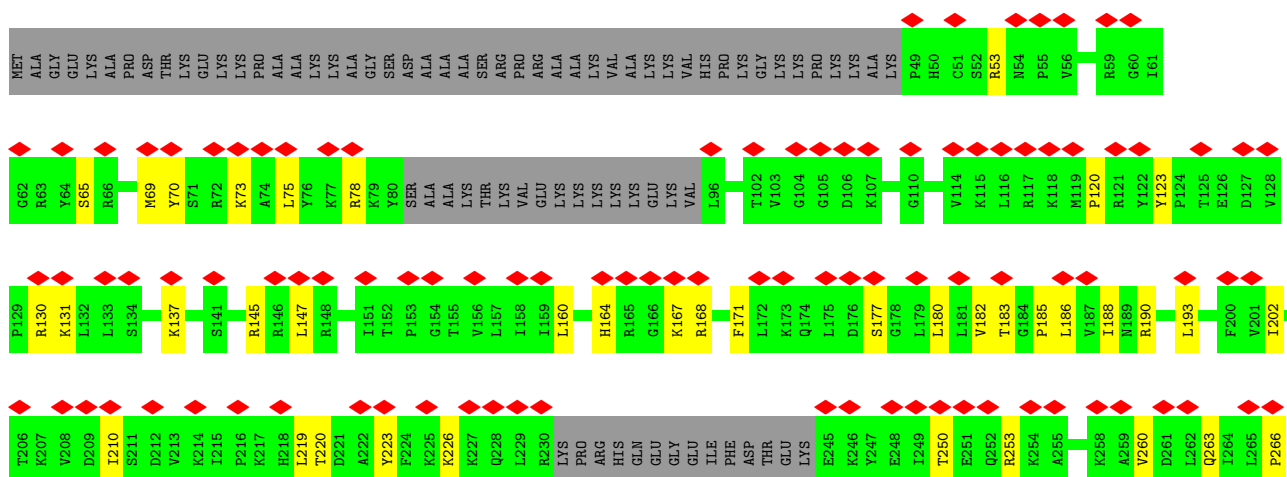 MET ALA GLY GLU LYS ALA PRO ASP THR LYS GLU LYS LYS PRO ALA ALA LYS LYS ALA GLY SER ASP ALA ALA ALA SER ARG PRO ARG ALA ALA LYS VAL ALA LYS LYS VAL HIS PRO LYS GLY LYS LYS PRO LYS LYS ALA LYS P49 H50 C51 S52 R53 N54 P55 V56 R59 G60 I61
G62 R63 Y64 S65 R66 M69 Y70 S71 R72 K73 A74 L75 Y76 K77 R78 K79 Y80 SER ALA ALA LYS THR LYS VAL GLU LYS LYS LYS LYS GLU LYS VAL L96 T102 V103 G104 G105 D106 K107 G110 V114 K115 L116 R117 K118 M119 P120 R121 Y122 Y123 P124 T125 E126 D127 V128
P129 R130 K131 L132 L133 S134 K137 S141 R145 R146 L147 R148 I151 T152 P153 G154 T155 V156 L157 I158 I159 L160 H164 R165 G166 K167 R168 F171 L172 K173 Q174 L175 D176 S177 G178 L179 L180 L181 V182 T183 G184 P185 L186 V187 I188 N189 R190 L193 F200 V201 I202
T206 K207 V208 D209 I210 S211 D212 V213 K214 I215 P216 K217 H218 L219 T220 D221 A222 Y223 F224 K225 K226 K227 Q228 L229 R230 LYS PRO ARG HIS GLN GLU GLY GLU ILE PHE ASP THR GLU LYS E245 K246 Y247 E248 I249 T250 E251 Q252 R253 K254 A255 K258 A259 V260 D261 L262 Q263 I264 L265 P266